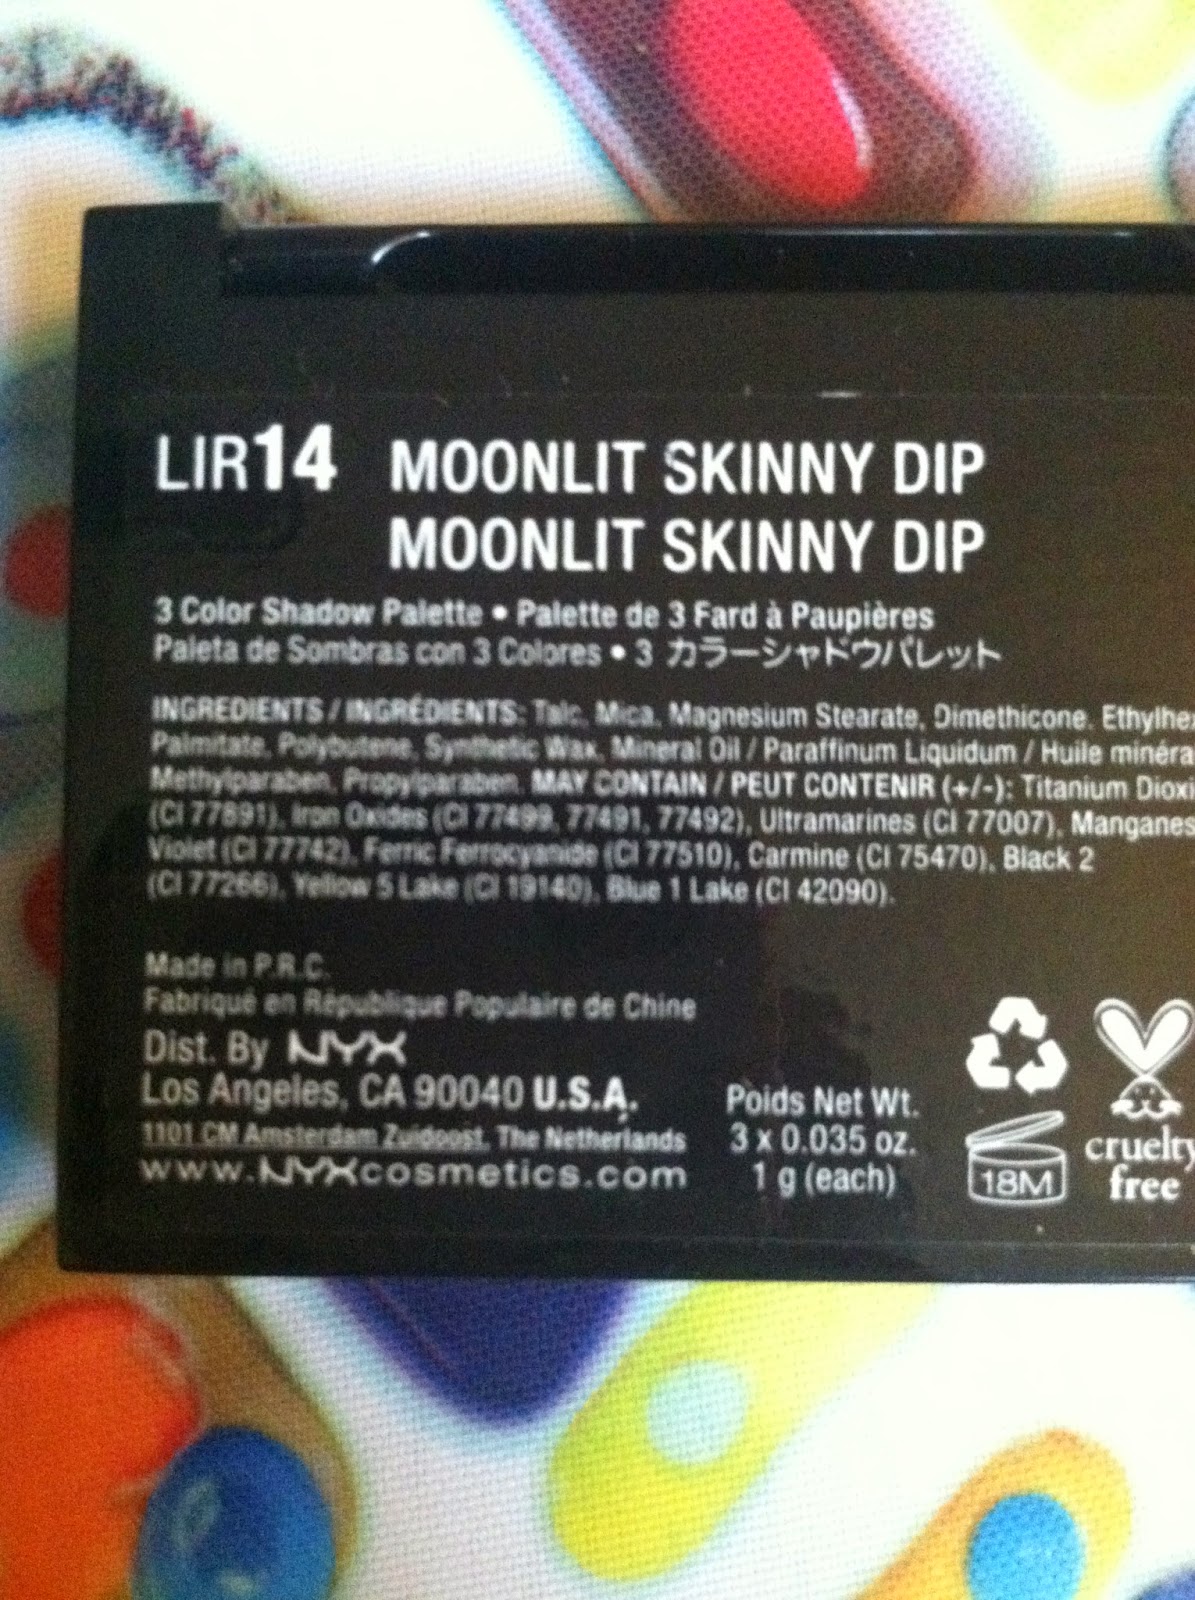 LIR14 MOONLIT SKINNY DIP
MOONLIT SKINNY DIP
3 Color Shadow Palette • Palette de 3 Fard à Paupières
Paleta de Sombras con 3 Colores • 3 カラーシャドウパレット
INGREDIENTS / INGRÉDIENTS: Talc, Mica, Magnesium Stearate, Dimethicone, Ethylhe
Palmitate, Polybutene, Synthetic Wax, Mineral Oil / Paraffinum Liquidum / Huile minéra
Methylparaben, Propylparaben. MAY CONTAIN / PEUT CONTENIR (+/-): Titanium Dioxi
(CI 77891), Iron Oxides (CI 77499, 77491, 77492), Ultramarines (CI 77007), Manganes
Violet (CI 77742), Ferric Ferrocyanide (CI 77510), Carmine (CI 75470), Black 2
(CI 77266), Yellow 5 Lake (CI 19140), Blue 1 Lake (CI 42090).
Made in P.R.C.
Fabriqué en République Populaire de Chine
Dist. By NYX
Los Angeles, CA 90040 U.S.A.
1101 CM Amsterdam Zuidoost, The Netherlands
www.NYXcosmetics.com
Poids Net Wt.
3 x 0.035 oz.
1 g (each)
18M
cruelty
free